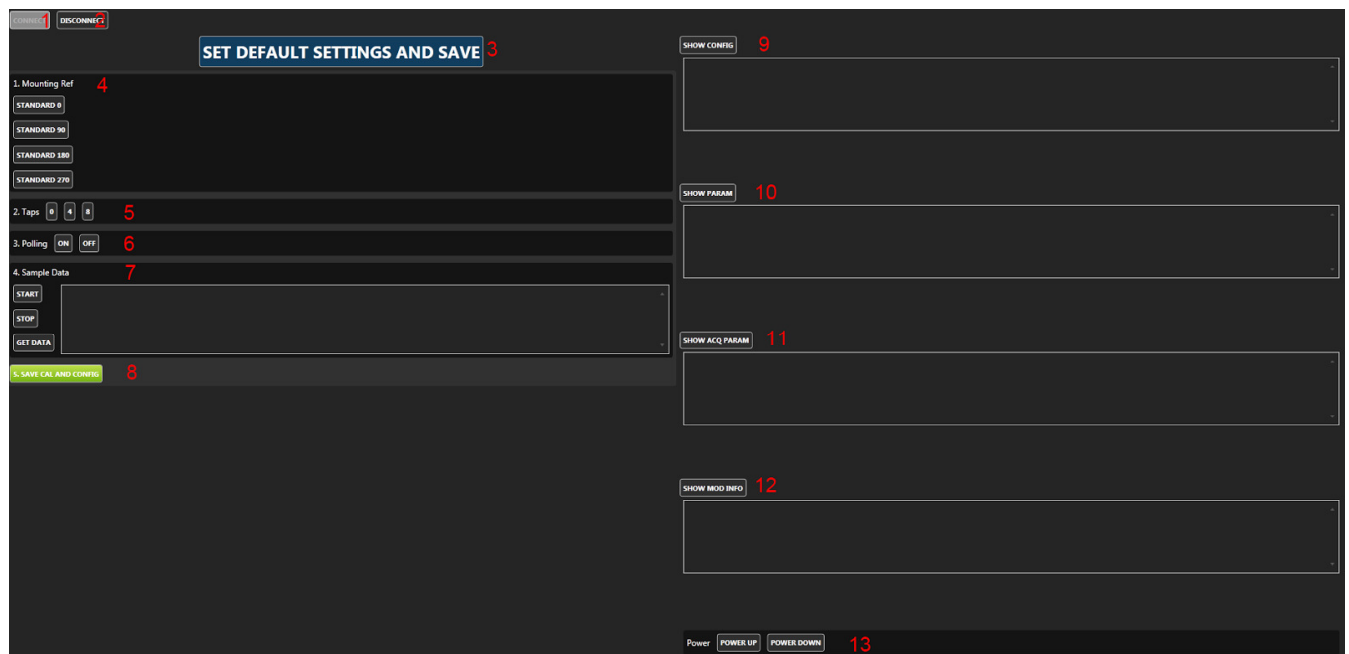 CONNECT 1 DISCONNECT 2
SET DEFAULT SETTINGS AND SAVE 3
1. Mounting Ref 4
STANDARD 0
STANDARD 90
STANDARD 180
STANDARD 270
2. Taps 0 4 8 5
3. Polling ON OFF 6
4. Sample Data 7
START
STOP
GET DATA
5. SAVE CAL AND CONFIG 8
SHOW CONFIG 9
SHOW PARAM 10
SHOW ACQ PARAM 11
SHOW MOD INFO 12
Power POWER UP POWER DOWN 13